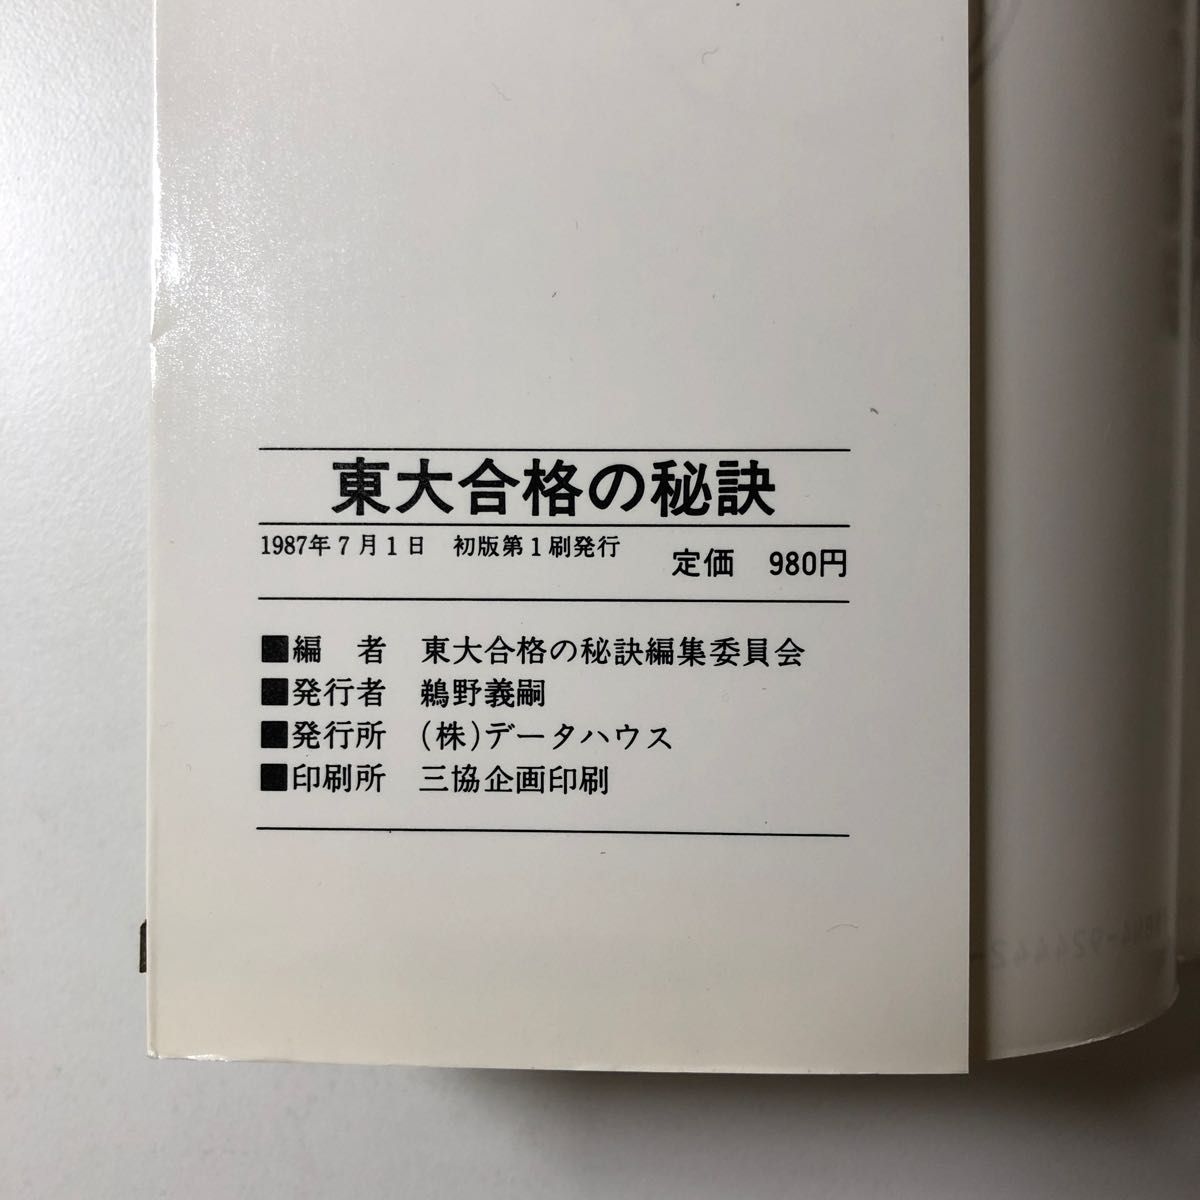 東大合格の秘訣
1987年7月1日　初版第1刷発行
定価　980円
■編　者　東大合格の秘訣編集委員会
■発行者　鵜野義嗣
■発行所　(株)データハウス
■印刷所　三協企画印刷